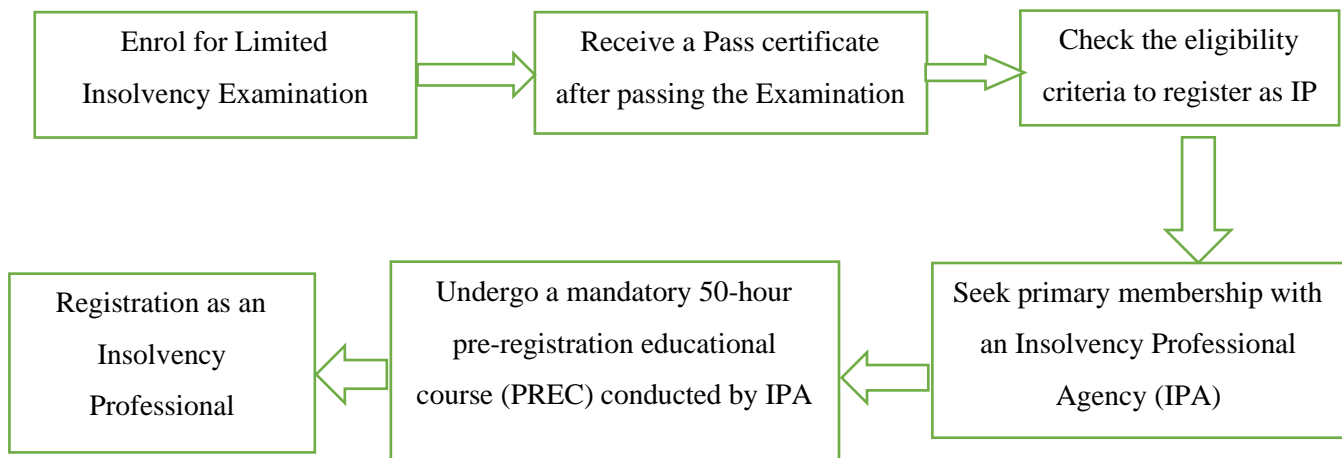 Enrol for Limited
Insolvency Examination
Receive a Pass certificate
after passing the Examination
Check the eligibility
criteria to register as IP
Seek primary membership with
an Insolvency Professional
Agency (IPA)
Undergo a mandatory 50-hour
pre-registration educational
course (PREC) conducted by IPA
Registration as an
Insolvency
Professional